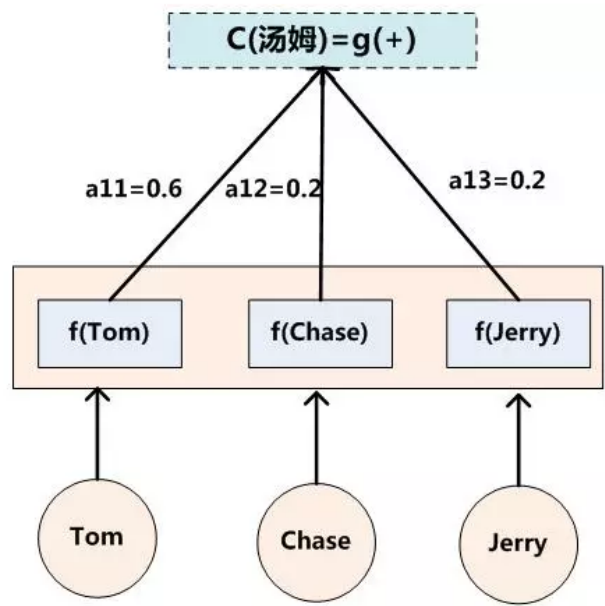 C(汤姆)=g(+)
a11=0.6
a12=0.2
a13=0.2
f(Tom)
f(Chase)
f(Jerry)
Tom
Chase
Jerry